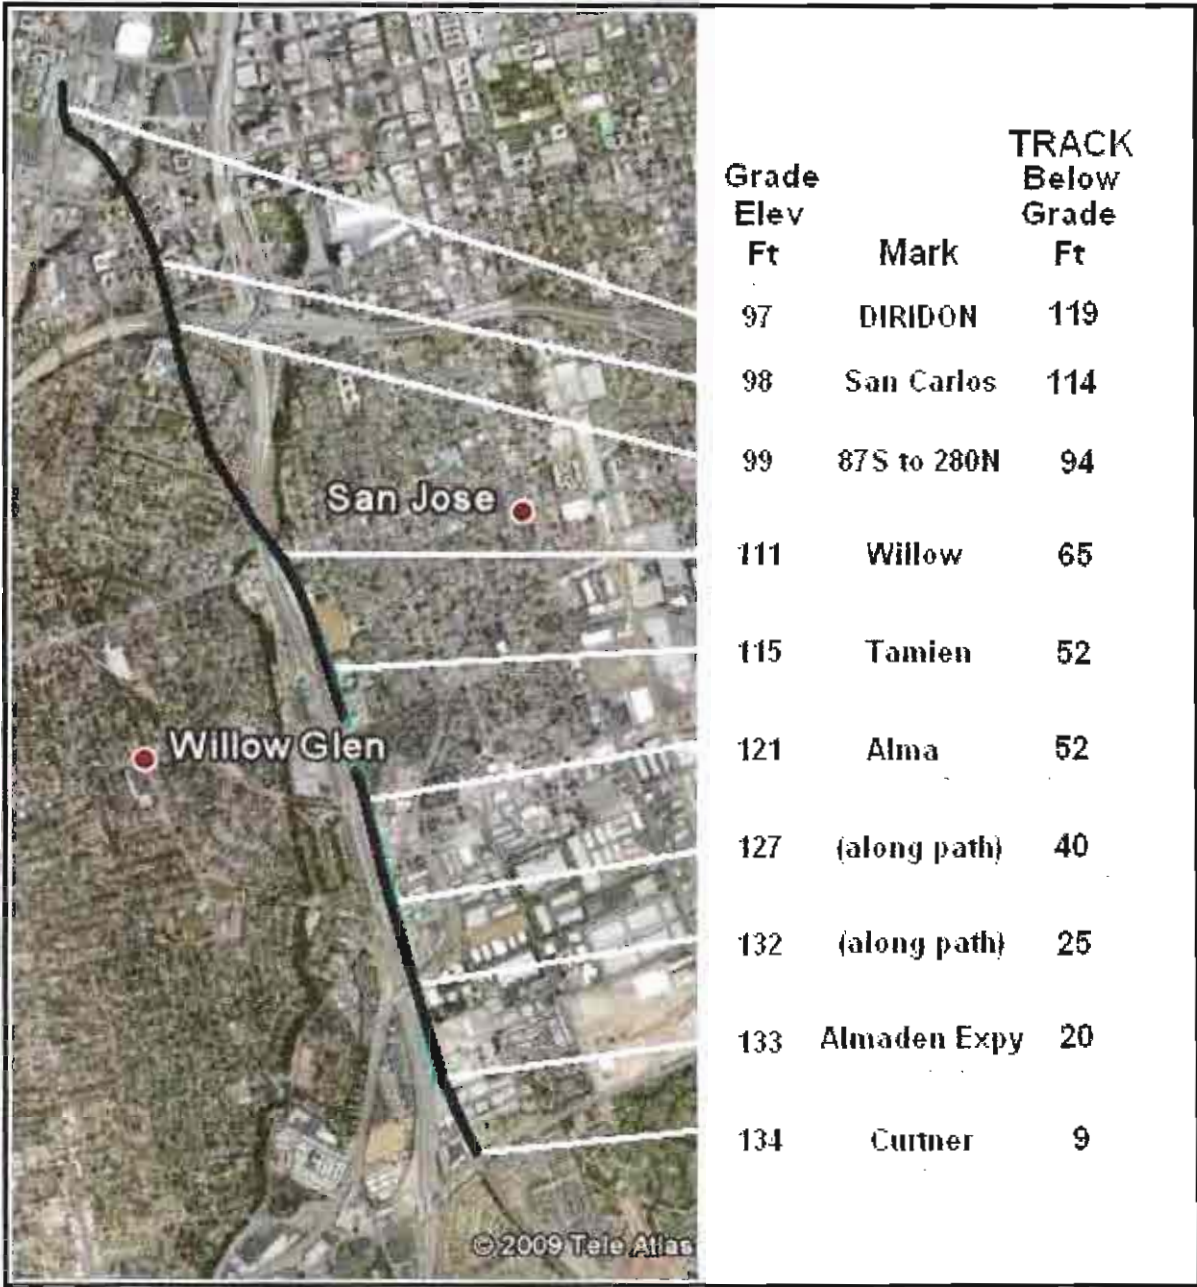 San Jose
Willow Glen
© 2009 Tele Atlas
TRACK
Grade Below
Elev Grade
Ft Mark Ft
97 DIRIDON 119
98 San Carlos 114
99 87S to 280N 94
111 Willow 65
115 Tamien 52
121 Alma 52
127 (along path) 40
132 (along path) 25
133 Almaden Expy 20
134 Curtner 9